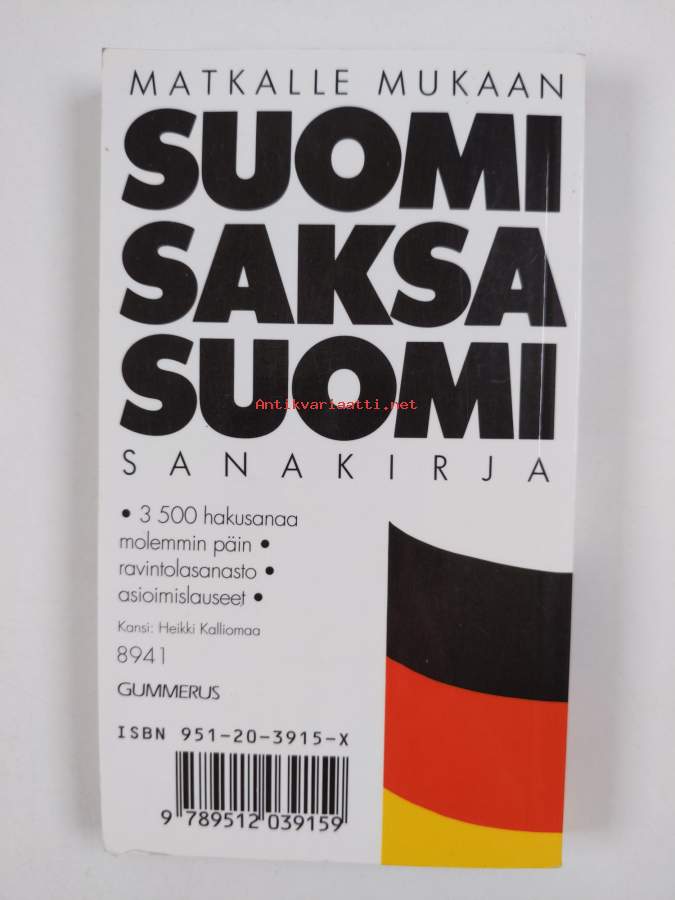 MATKALLE MUKAAN
SUOMI
SAKSA
SUOMI
Antikvariaatti.net
SANAKIRJA
• 3 500 hakusanaa
molemmin päin •
ravintolasanasto •
asioimislauseet •
Kansi: Heikki Kalliomaa
8941
GUMMERUS
ISBN 951-20-3915-X
9 789512 039159